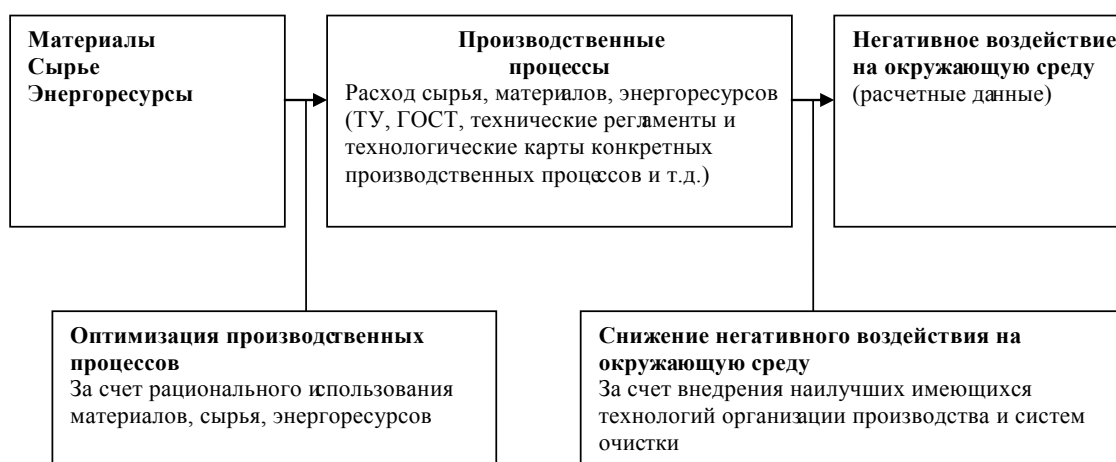 Материалы
Сырье
Энергоресурсы
Производственные
процессы
Расход сырья, материалов, энергоресурсов
(ТУ, ГОСТ, технические регламенты и
технологические карты конкретных
производственных процессов и т.д.)
Негативное воздействие
на окружающую среду
(расчетные данные)
Оптимизация производственных
процессов
За счет рационального использования
материалов, сырья, энергоресурсов
Снижение негативного воздействия на
окружающую среду
За счет внедрения наилучших имеющихся
технологий организации производства и систем
очистки